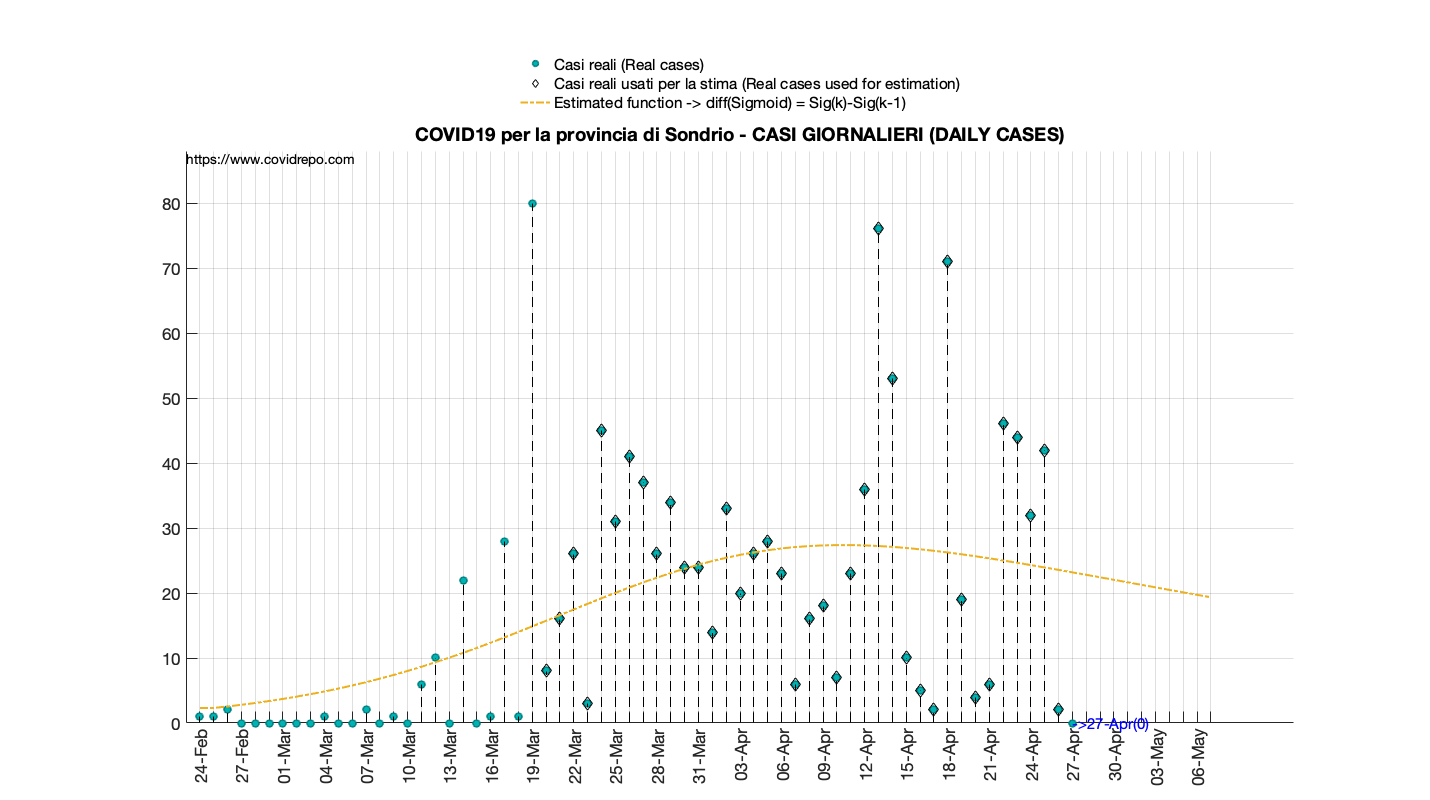 Casi reali (Real cases)
Casi reali usati per la stima (Real cases used for estimation)
Estimated function -> diff(Sigmoid) = Sig(k)-Sig(k-1)
COVID19 per la provincia di Sondrio - CASI GIORNALIERI (DAILY CASES)
https://www.covidrepo.com
80
70
60
50
40
30
20
10
0
->27-Apr(0)
24-Feb
27-Feb
01-Mar
04-Mar
07-Mar
10-Mar
13-Mar
16-Mar
19-Mar
22-Mar
25-Mar
28-Mar
31-Mar
03-Apr
06-Apr
09-Apr
12-Apr
15-Apr
18-Apr
21-Apr
24-Apr
27-Apr
30-Apr
03-May
06-May